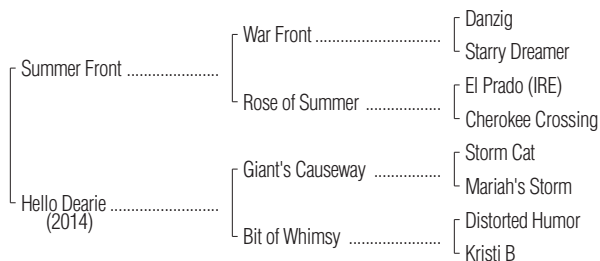 Danzig
War Front
Starry Dreamer
Summer Front
El Prado (IRE)
Rose of Summer
Cherokee Crossing
Storm Cat
Giant's Causeway
Mariah's Storm
Hello Dearie
(2014)
Distorted Humor
Bit of Whimsy
Kristi B